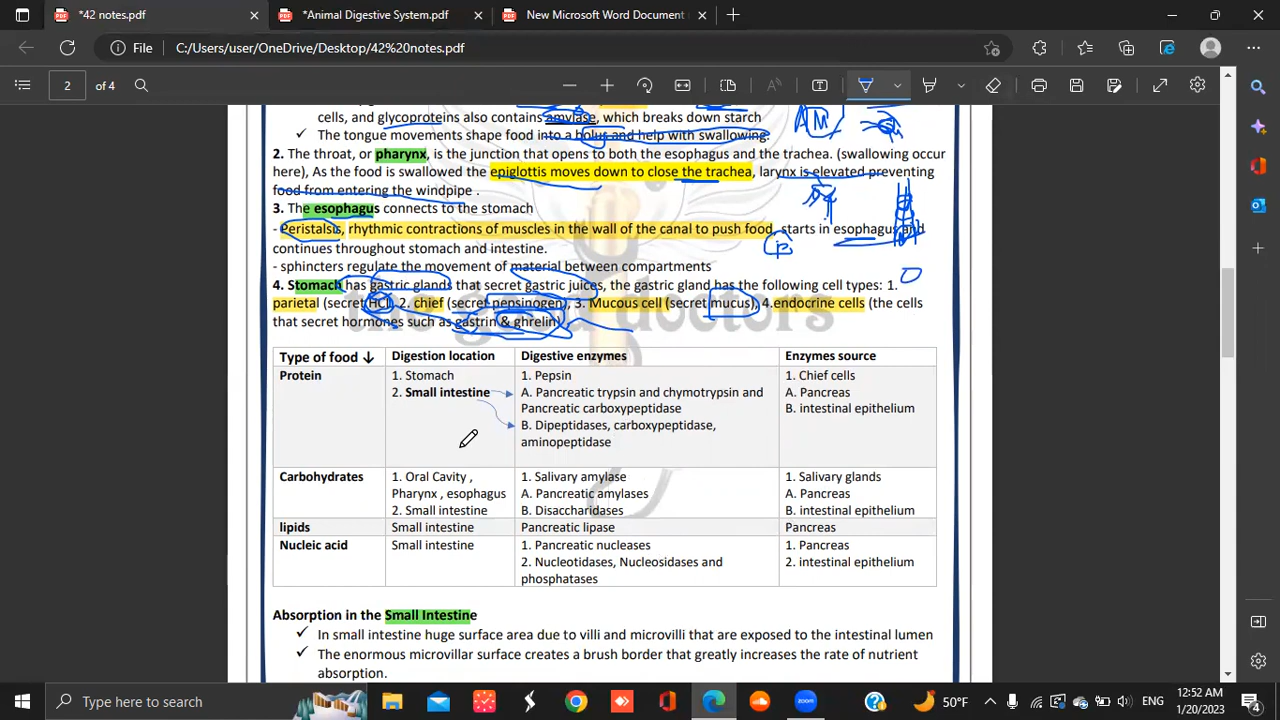 *42 notes.pdf
*Animal Digestive System.pdf
New Microsoft Word Document
File
C:/Users/user/OneDrive/Desktop/42%20notes.pdf
2 of 4
cells, and glycoproteins also contains amylase, which breaks down starch
✓ The tongue movements shape food into a bolus and help with swallowing.
2. The throat, or pharynx, is the junction that opens to both the esophagus and the trachea. (swallowing occur
here), As the food is swallowed the epiglottis moves down to close the trachea, larynx is elevated preventing
food from entering the windpipe .
3. The esophagus connects to the stomach
- Peristalsis, rhythmic contractions of muscles in the wall of the canal to push food, starts in esophagus and
continues throughout stomach and intestine.
- sphincters regulate the movement of material between compartments
4. Stomach has gastric glands that secret gastric juices, the gastric gland has the following cell types: 1.
parietal (secret HCl), 2. chief (secret pepsinogen), 3. Mucous cell (secret mucus), 4.endocrine cells (the cells
that secret hormones such as gastrin & ghrelin)
the good doctors
Type of food ↓ Digestion location Digestive enzymes Enzymes source
Protein 1. Stomach 1. Pepsin 1. Chief cells
2. Small intestine A. Pancreatic trypsin and chymotrypsin and A. Pancreas
Pancreatic carboxypeptidase B. intestinal epithelium
B. Dipeptidases, carboxypeptidase,
aminopeptidase
Carbohydrates 1. Oral Cavity , 1. Salivary amylase 1. Salivary glands
Pharynx , esophagus A. Pancreatic amylases A. Pancreas
2. Small intestine B. Disaccharidases B. intestinal epithelium
lipids Small intestine Pancreatic lipase Pancreas
Nucleic acid Small intestine 1. Pancreatic nucleases 1. Pancreas
2. Nucleotidases, Nucleosidases and 2. intestinal epithelium
phosphatases
Absorption in the Small Intestine
✓ In small intestine huge surface area due to villi and microvilli that are exposed to the intestinal lumen
✓ The enormous microvillar surface creates a brush border that greatly increases the rate of nutrient
absorption.
Type here to search
50°F
ENG
12:52 AM
1/20/2023
4